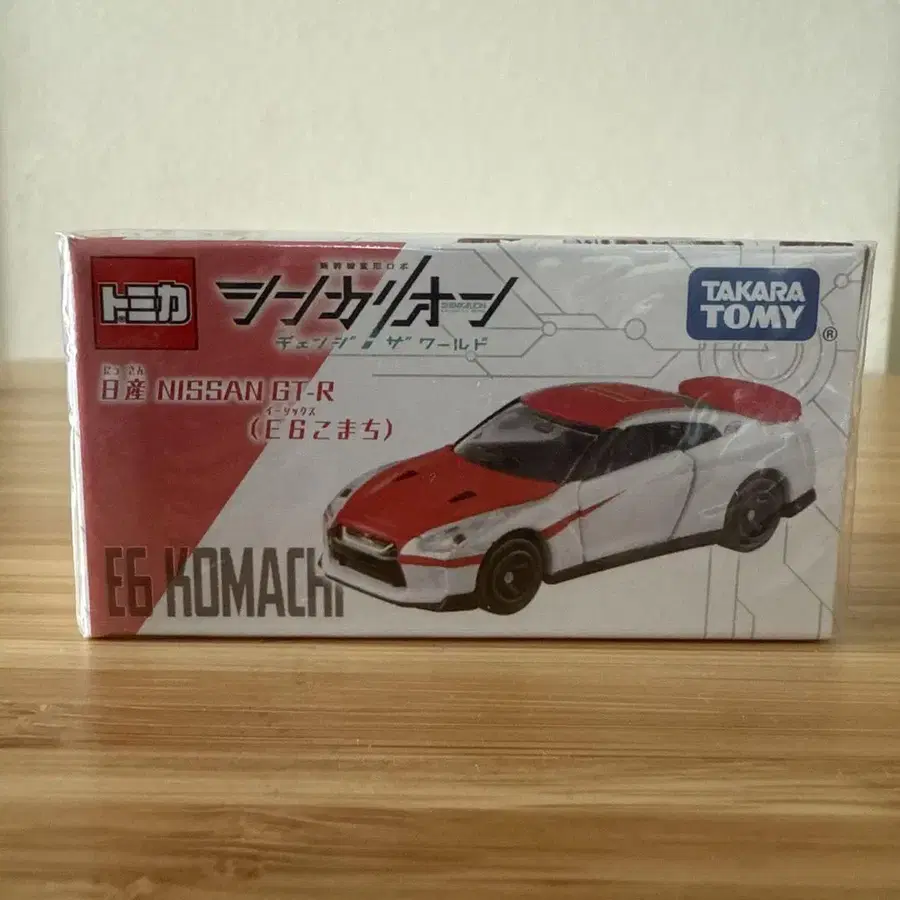 トミカ
新幹線変形ロボ
シンカリオン
チェンジ ザ ワールド
TAKARA
TOMY
®
にっ さん
日産 NISSAN GT-R
イーシックス
(E6こまち)
E6 KOMACHI